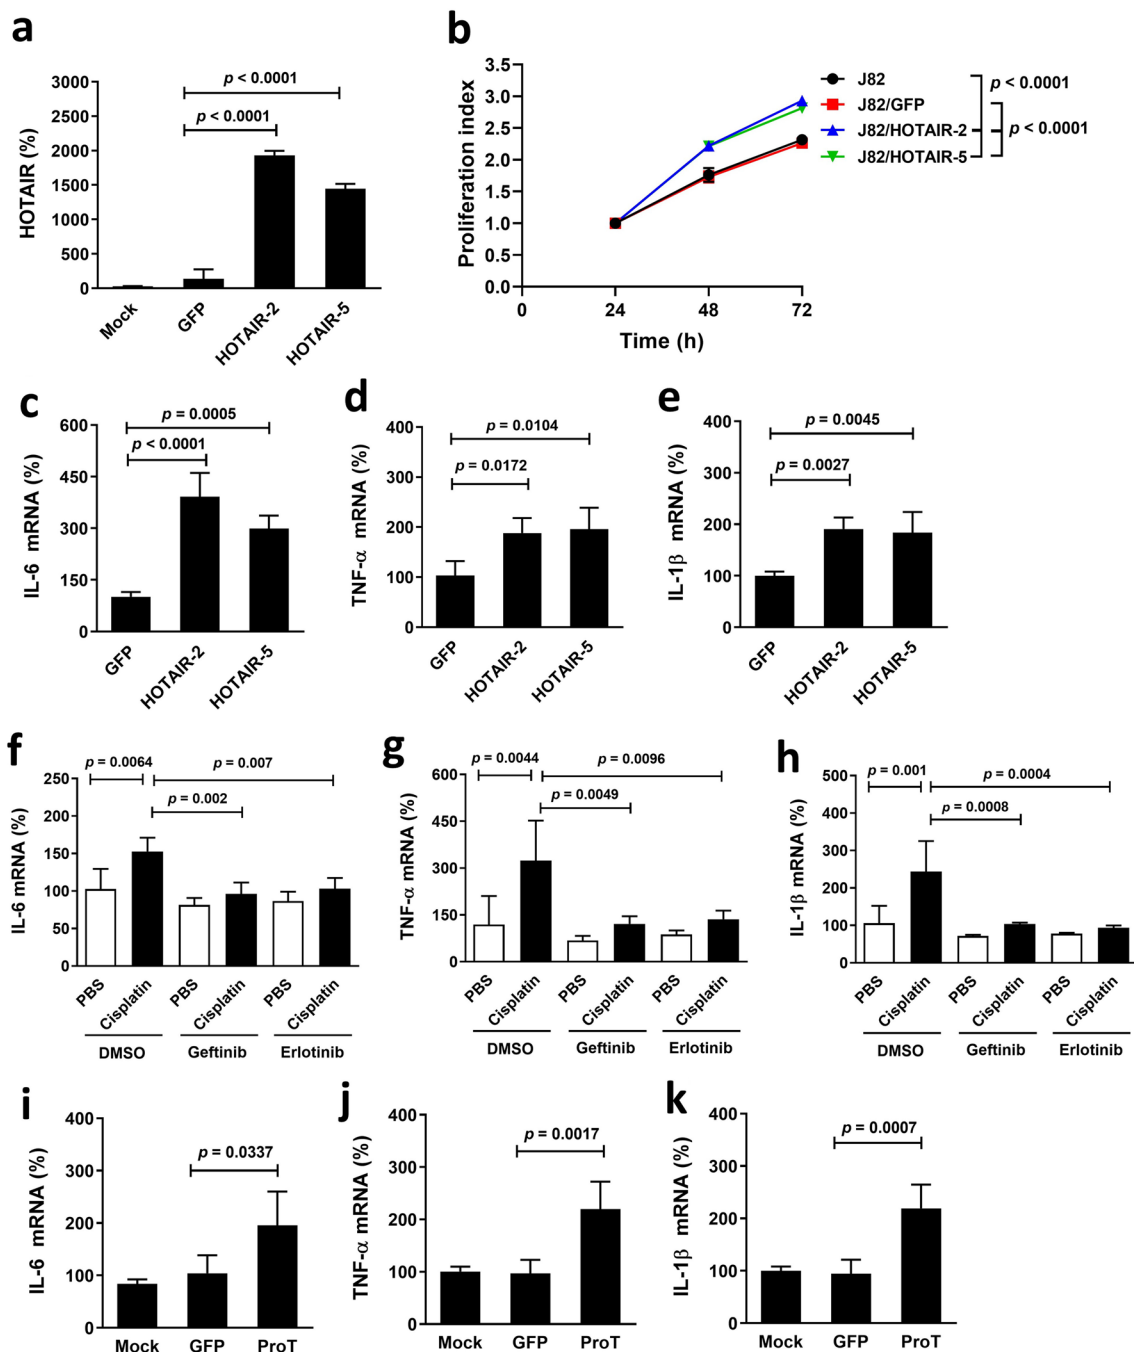 a
HOTAIR (%)
3000
2500
2000
1500
1000
500
0
p < 0.0001
p < 0.0001
Mock
GFP
HOTAIR-2
HOTAIR-5
b
Proliferation index
3.5
3.0
2.5
2.0
1.5
1.0
0.5
0.0
0
24
48
72
Time (h)
J82
J82/GFP
J82/HOTAIR-2
J82/HOTAIR-5
p < 0.0001
p < 0.0001
c
IL-6 mRNA (%)
600
450
300
150
0
p = 0.0005
p < 0.0001
GFP
HOTAIR-2
HOTAIR-5
d
TNF-α mRNA (%)
400
300
200
100
0
p = 0.0104
p = 0.0172
GFP
HOTAIR-2
HOTAIR-5
e
IL-1β mRNA (%)
400
300
200
100
0
p = 0.0045
p = 0.0027
GFP
HOTAIR-2
HOTAIR-5
f
IL-6 mRNA (%)
250
200
150
100
50
0
p = 0.0064
p = 0.007
p = 0.002
PBS
Cisplatin
PBS
Cisplatin
PBS
Cisplatin
DMSO
Geftinib
Erlotinib
g
TNF-α mRNA (%)
600
450
300
150
0
p = 0.0044
p = 0.0096
p = 0.0049
PBS
Cisplatin
PBS
Cisplatin
PBS
Cisplatin
DMSO
Geftinib
Erlotinib
h
IL-1β mRNA (%)
500
400
300
200
100
0
p = 0.001
p = 0.0004
p = 0.0008
PBS
Cisplatin
PBS
Cisplatin
PBS
Cisplatin
DMSO
Geftinib
Erlotinib
i
IL-6 mRNA (%)
400
300
200
100
0
p = 0.0337
Mock
GFP
ProT
j
TNF-α mRNA (%)
400
300
200
100
0
p = 0.0017
Mock
GFP
ProT
k
IL-1β mRNA (%)
400
300
200
100
0
p = 0.0007
Mock
GFP
ProT